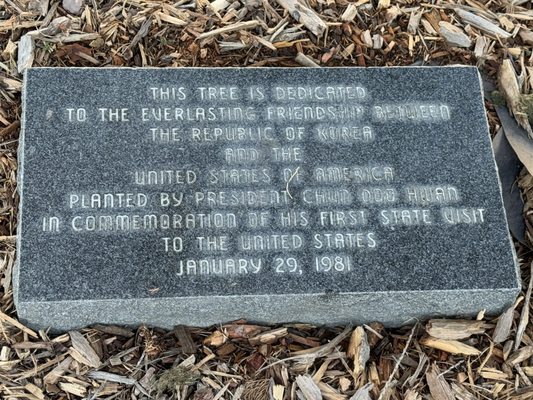 THIS TREE IS DEDICATED
TO THE EVERLASTING FRIENDSHIP BETWEEN
THE REPUBLIC OF KOREA
AND THE
UNITED STATES OF AMERICA
PLANTED BY PRESIDENT CHUN DOO HWAN
IN COMMEMORATION OF HIS FIRST STATE VISIT
TO THE UNITED STATES
JANUARY 29, 1981